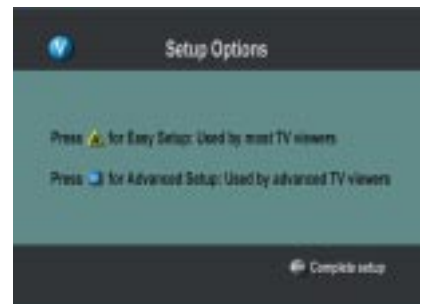 V
Setup Options
Press A for Easy Setup: Used by most TV viewers
Press for Advanced Setup: Used by advanced TV viewers
Complete setup